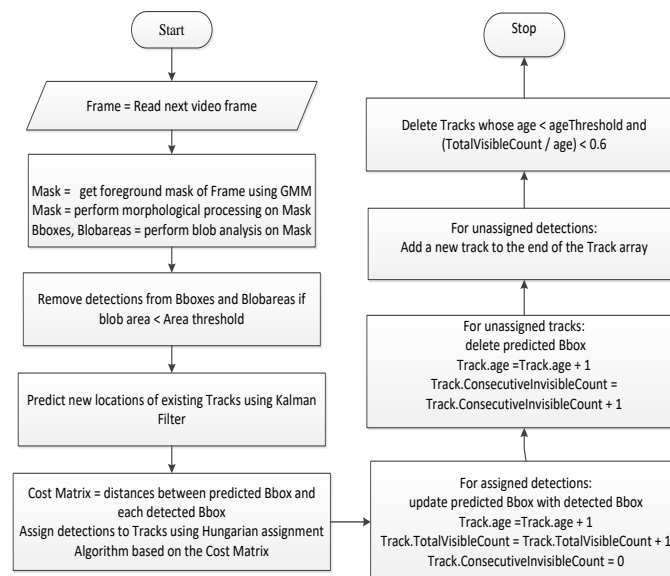 Start
Frame = Read next video frame
Mask = get foreground mask of Frame using GMM
Mask = perform morphological processing on Mask
Bboxes, Blobareas = perform blob analysis on Mask
Remove detections from Bboxes and Blobareas if
blob area < Area threshold
Predict new locations of existing Tracks using Kalman
Filter
Cost Matrix = distances between predicted Bbox and
each detected Bbox
Assign detections to Tracks using Hungarian assignment
Algorithm based on the Cost Matrix
For assigned detections:
update predicted Bbox with detected Bbox
Track.age =Track.age + 1
Track.TotalVisibleCount = Track.TotalVisibleCount + 1
Track.ConsecutiveInvisibleCount = 0
For unassigned tracks:
delete predicted Bbox
Track.age =Track.age + 1
Track.ConsecutiveInvisibleCount =
Track.ConsecutiveInvisibleCount + 1
For unassigned detections:
Add a new track to the end of the Track array
Delete Tracks whose age < ageThreshold and
(TotalVisibleCount / age) < 0.6
Stop